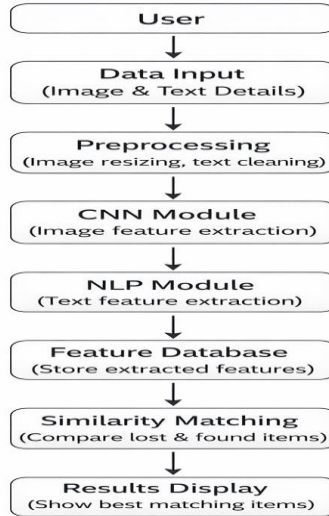 User
Data Input
(Image & Text Details)
Preprocessing
(Image resizing, text cleaning)
CNN Module
(Image feature extraction)
NLP Module
(Text feature extraction)
Feature Database
(Store extracted features)
Similarity Matching
(Compare lost & found items)
Results Display
(Show best matching items)